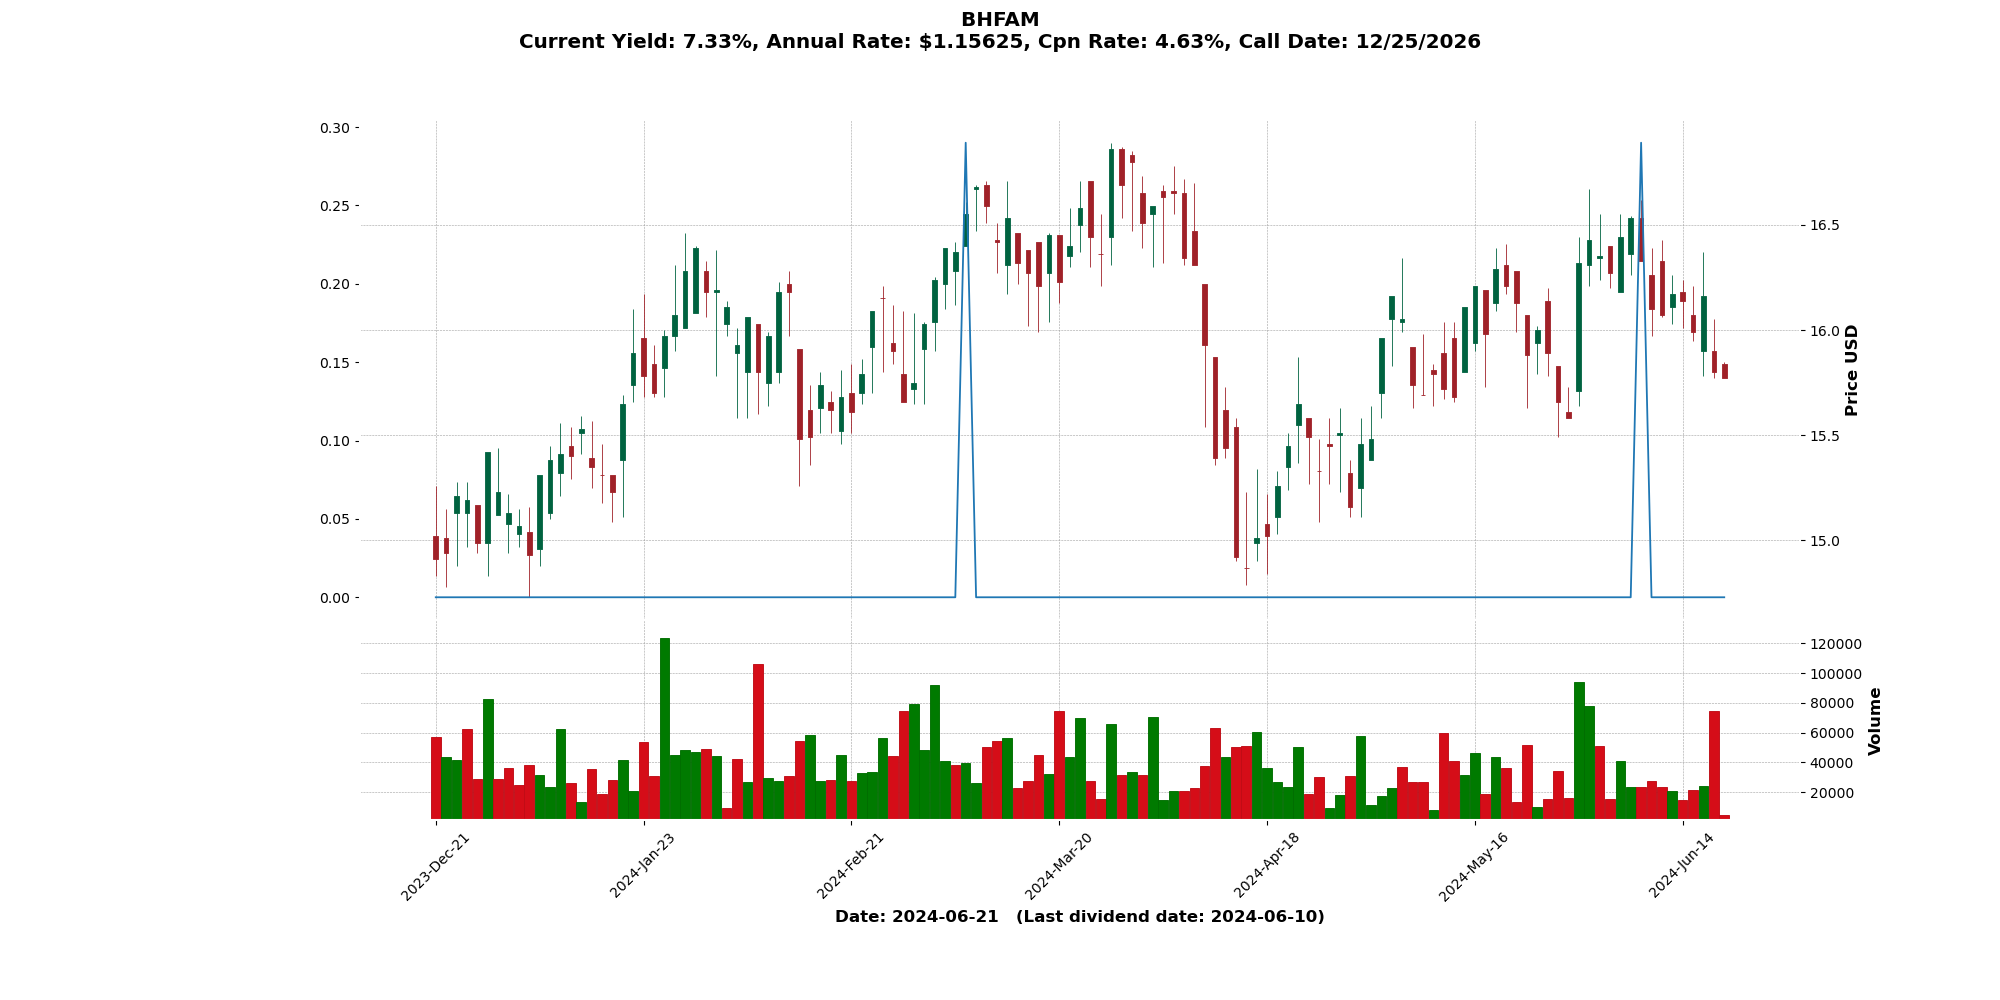 BHFAM
Current Yield: 7.33%, Annual Rate: $1.15625, Cpn Rate: 4.63%, Call Date: 12/25/2026
0.30
0.25
0.20
0.15
0.10
0.05
0.00
16.5
16.0
15.5
15.0
Price USD
120000
100000
80000
60000
40000
20000
Volume
2023-Dec-21
2024-Jan-23
2024-Feb-21
2024-Mar-20
2024-Apr-18
2024-May-16
2024-Jun-14
Date: 2024-06-21 (Last dividend date: 2024-06-10)